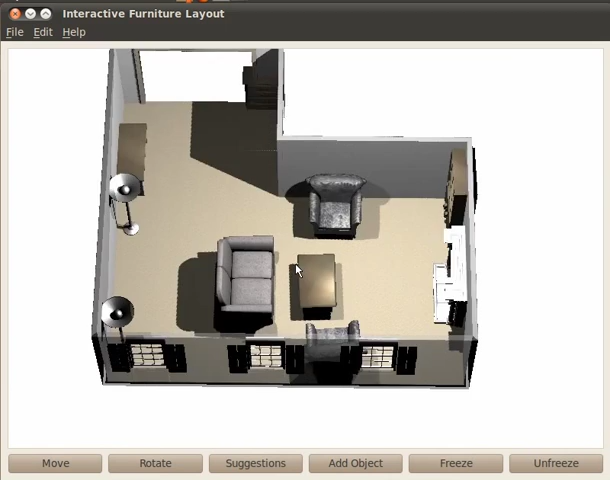 Interactive Furniture Layout
File Edit Help
Move Rotate Suggestions Add Object Freeze Unfreeze